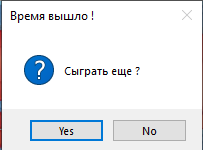 Время вышло !
Сыграть еще ?
Yes
No